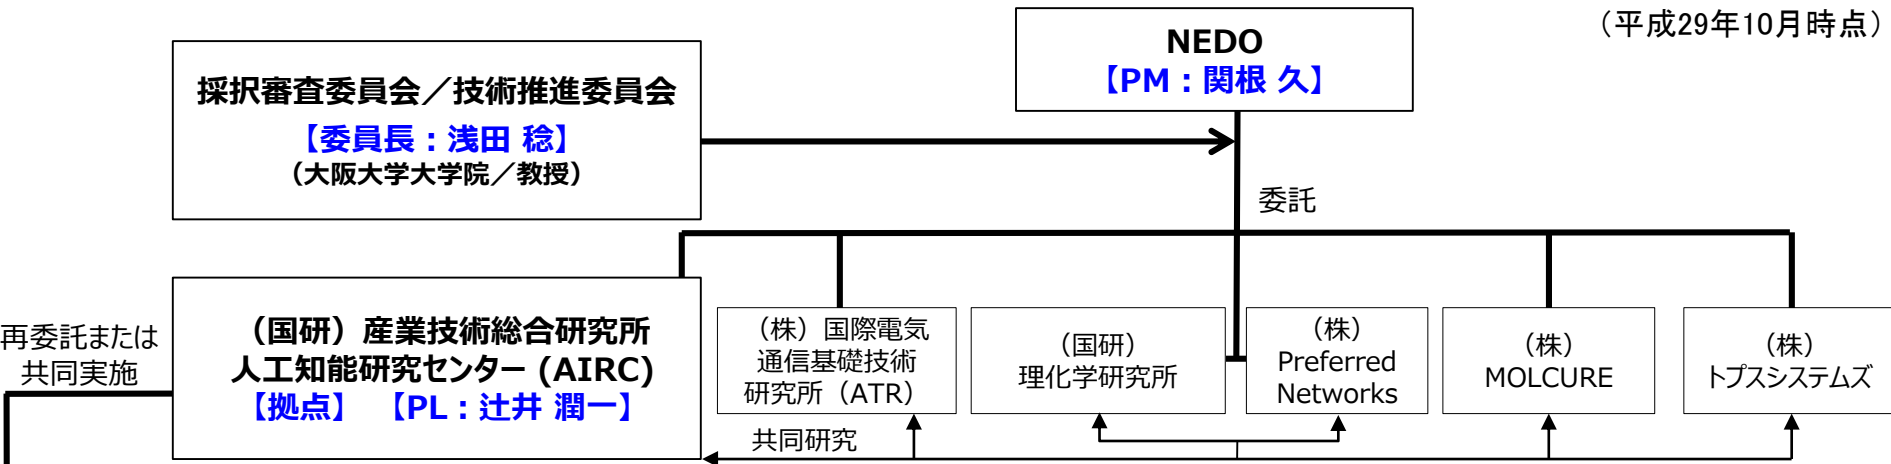 （平成29年10月時点）
NEDO
【PM：関根 久】
採択審査委員会／技術推進委員会
【委員長：浅田 稔】
（大阪大学大学院／教授）
委託
再委託または
共同実施
（国研）産業技術総合研究所
人工知能研究センター (AIRC)
【拠点】 【PL：辻井 潤一】
（株）国際電気
通信基礎技術
研究所（ATR）
（国研）
理化学研究所
（株）
Preferred
Networks
（株）
MOLCURE
（株）
トプスシステムズ
共同研究